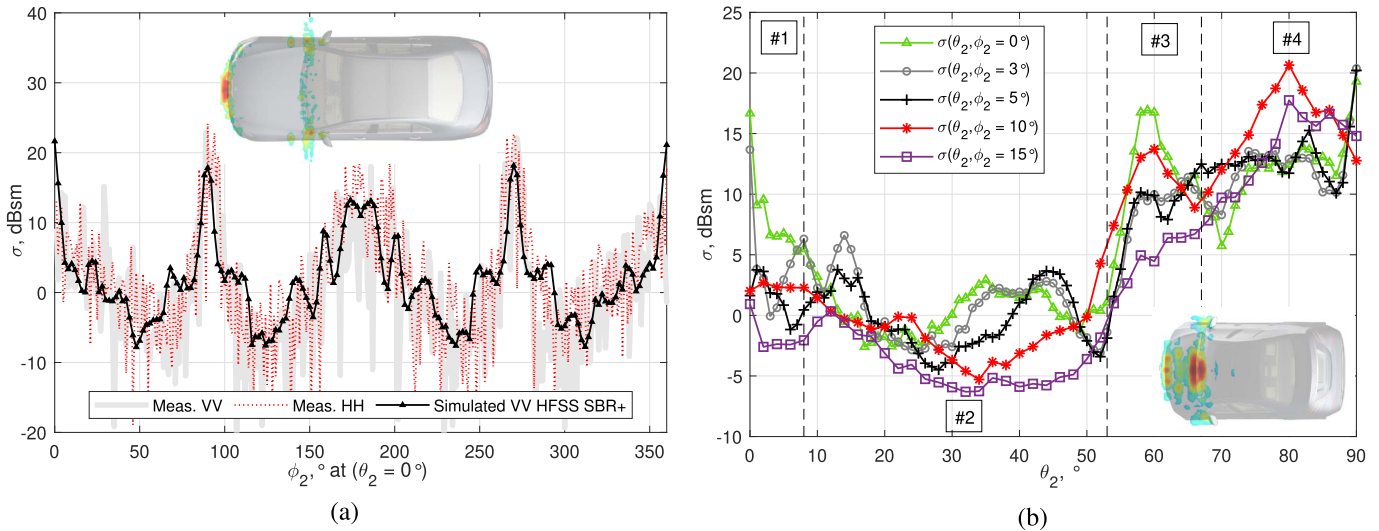 (a)
σ, dBsm
40
30
20
10
0
-10
-20
0
50
100
150
200
250
300
350
ϕ₂, ° at (θ₂ = 0°)
Meas. VV
Meas. HH
Simulated VV HFSS SBR+
(a)
(b)
σ, dBsm
25
20
15
10
5
0
-5
-10
0
10
20
30
40
50
60
70
80
90
θ₂, °
#1
#2
#3
#4
σ(θ₂, ϕ₂ = 0°)
σ(θ₂, ϕ₂ = 3°)
σ(θ₂, ϕ₂ = 5°)
σ(θ₂, ϕ₂ = 10°)
σ(θ₂, ϕ₂ = 15°)
(b)